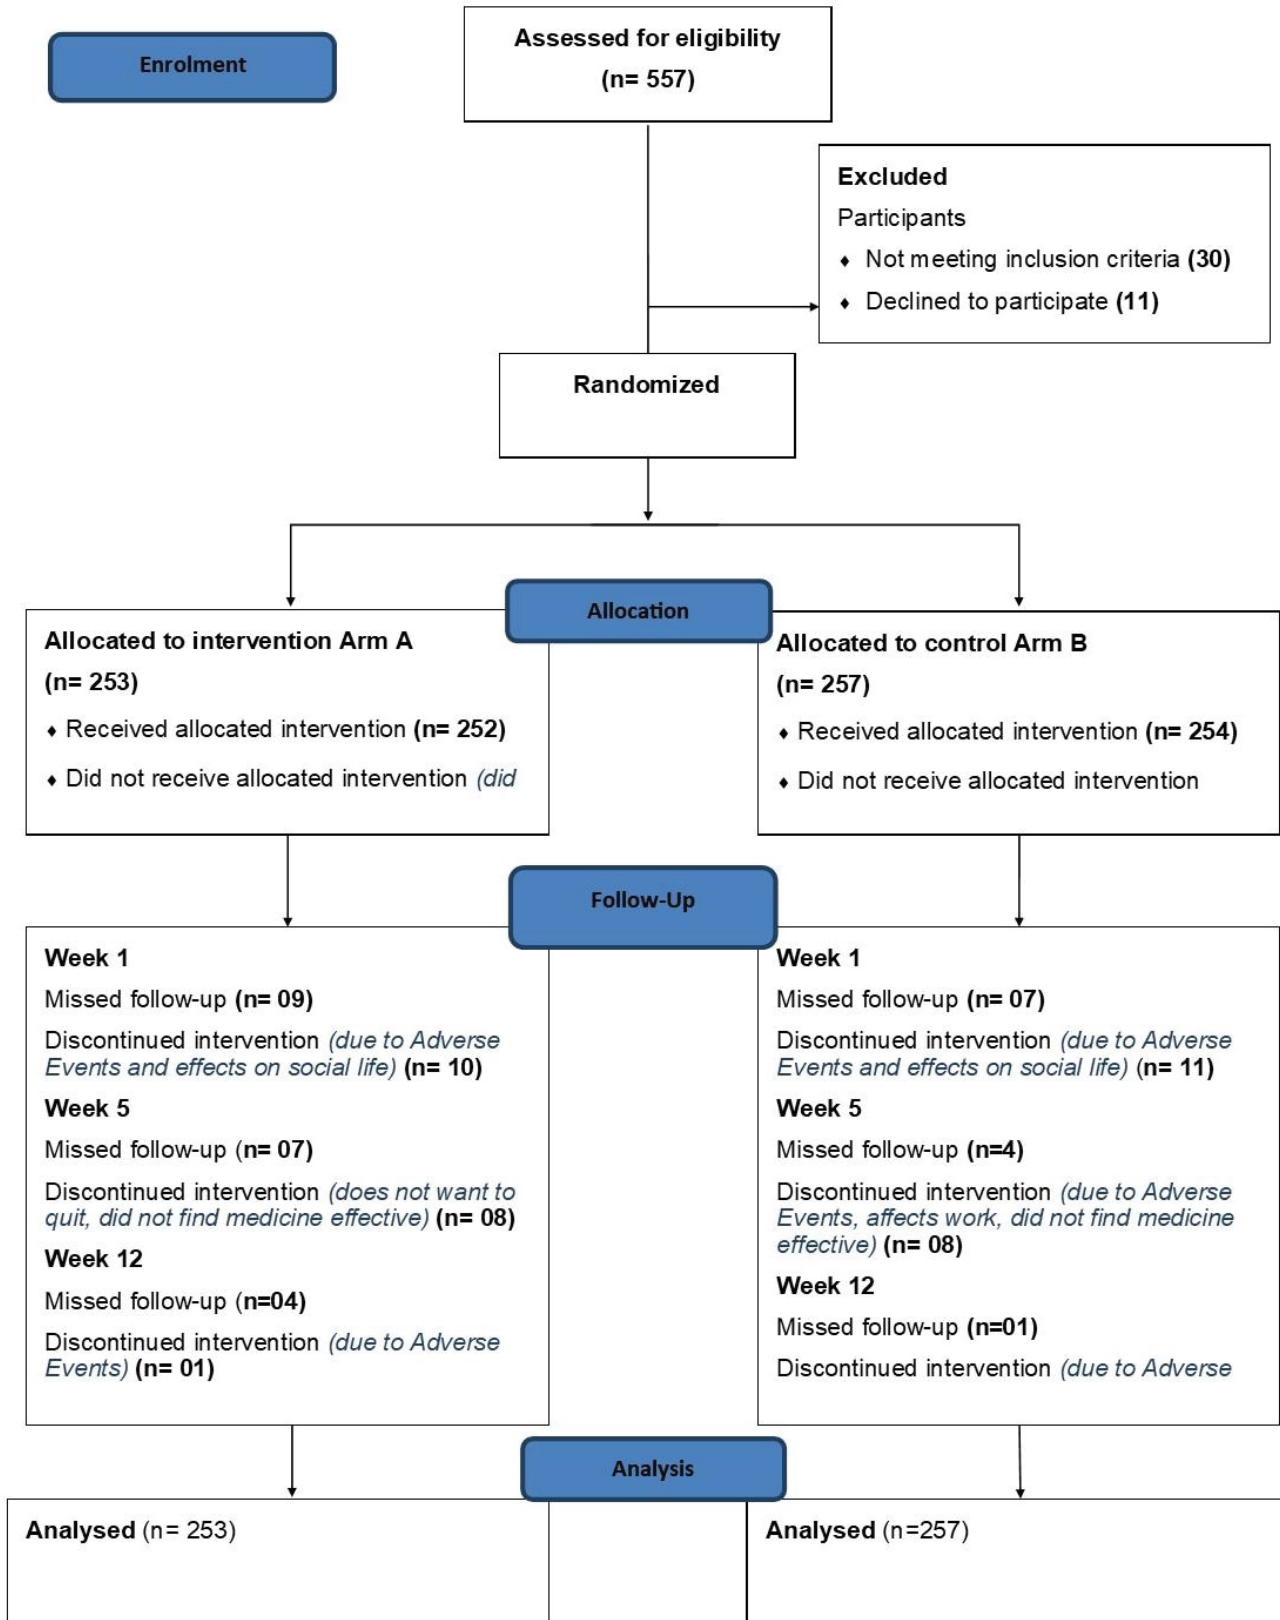 Assessed for eligibility
(n= 557)
Enrolment
Excluded
Participants
♦ Not meeting inclusion criteria (30)
♦ Declined to participate (11)
Randomized
Allocation
Allocated to intervention Arm A
(n= 253)
♦ Received allocated intervention (n= 252)
♦ Did not receive allocated intervention (did
Allocated to control Arm B
(n= 257)
♦ Received allocated intervention (n= 254)
♦ Did not receive allocated intervention
Follow-Up
Week 1
Missed follow-up (n= 09)
Discontinued intervention (due to Adverse
Events and effects on social life) (n= 10)
Week 5
Missed follow-up (n= 07)
Discontinued intervention (does not want to
quit, did not find medicine effective) (n= 08)
Week 12
Missed follow-up (n=04)
Discontinued intervention (due to Adverse
Events) (n= 01)
Week 1
Missed follow-up (n= 07)
Discontinued intervention (due to Adverse
Events and effects on social life) (n= 11)
Week 5
Missed follow-up (n=4)
Discontinued intervention (due to Adverse
Events, affects work, did not find medicine
effective) (n= 08)
Week 12
Missed follow-up (n=01)
Discontinued intervention (due to Adverse
Analysis
Analysed (n= 253)
Analysed (n=257)